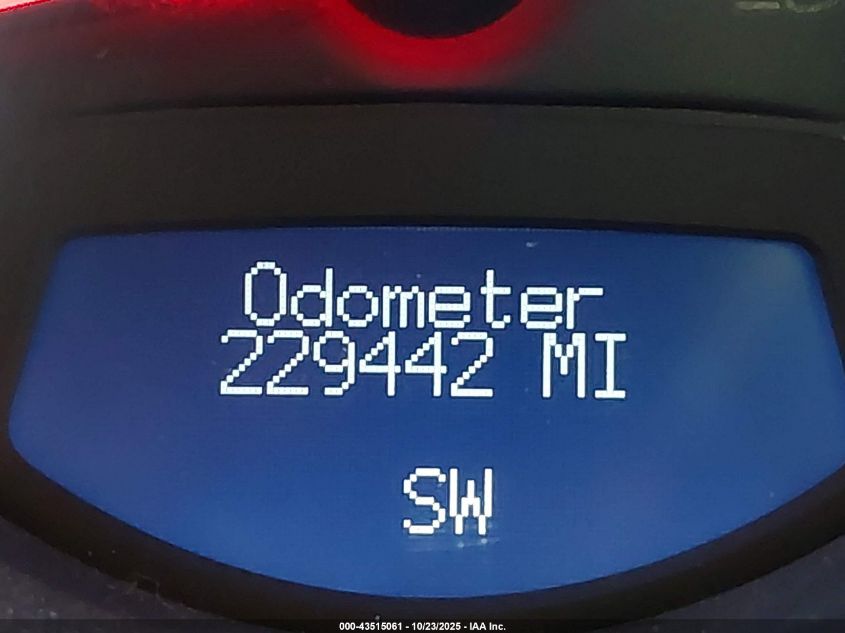 Odometer
229442 MI
SW
000-43515061 - 10/23/2025 - IAA Inc.